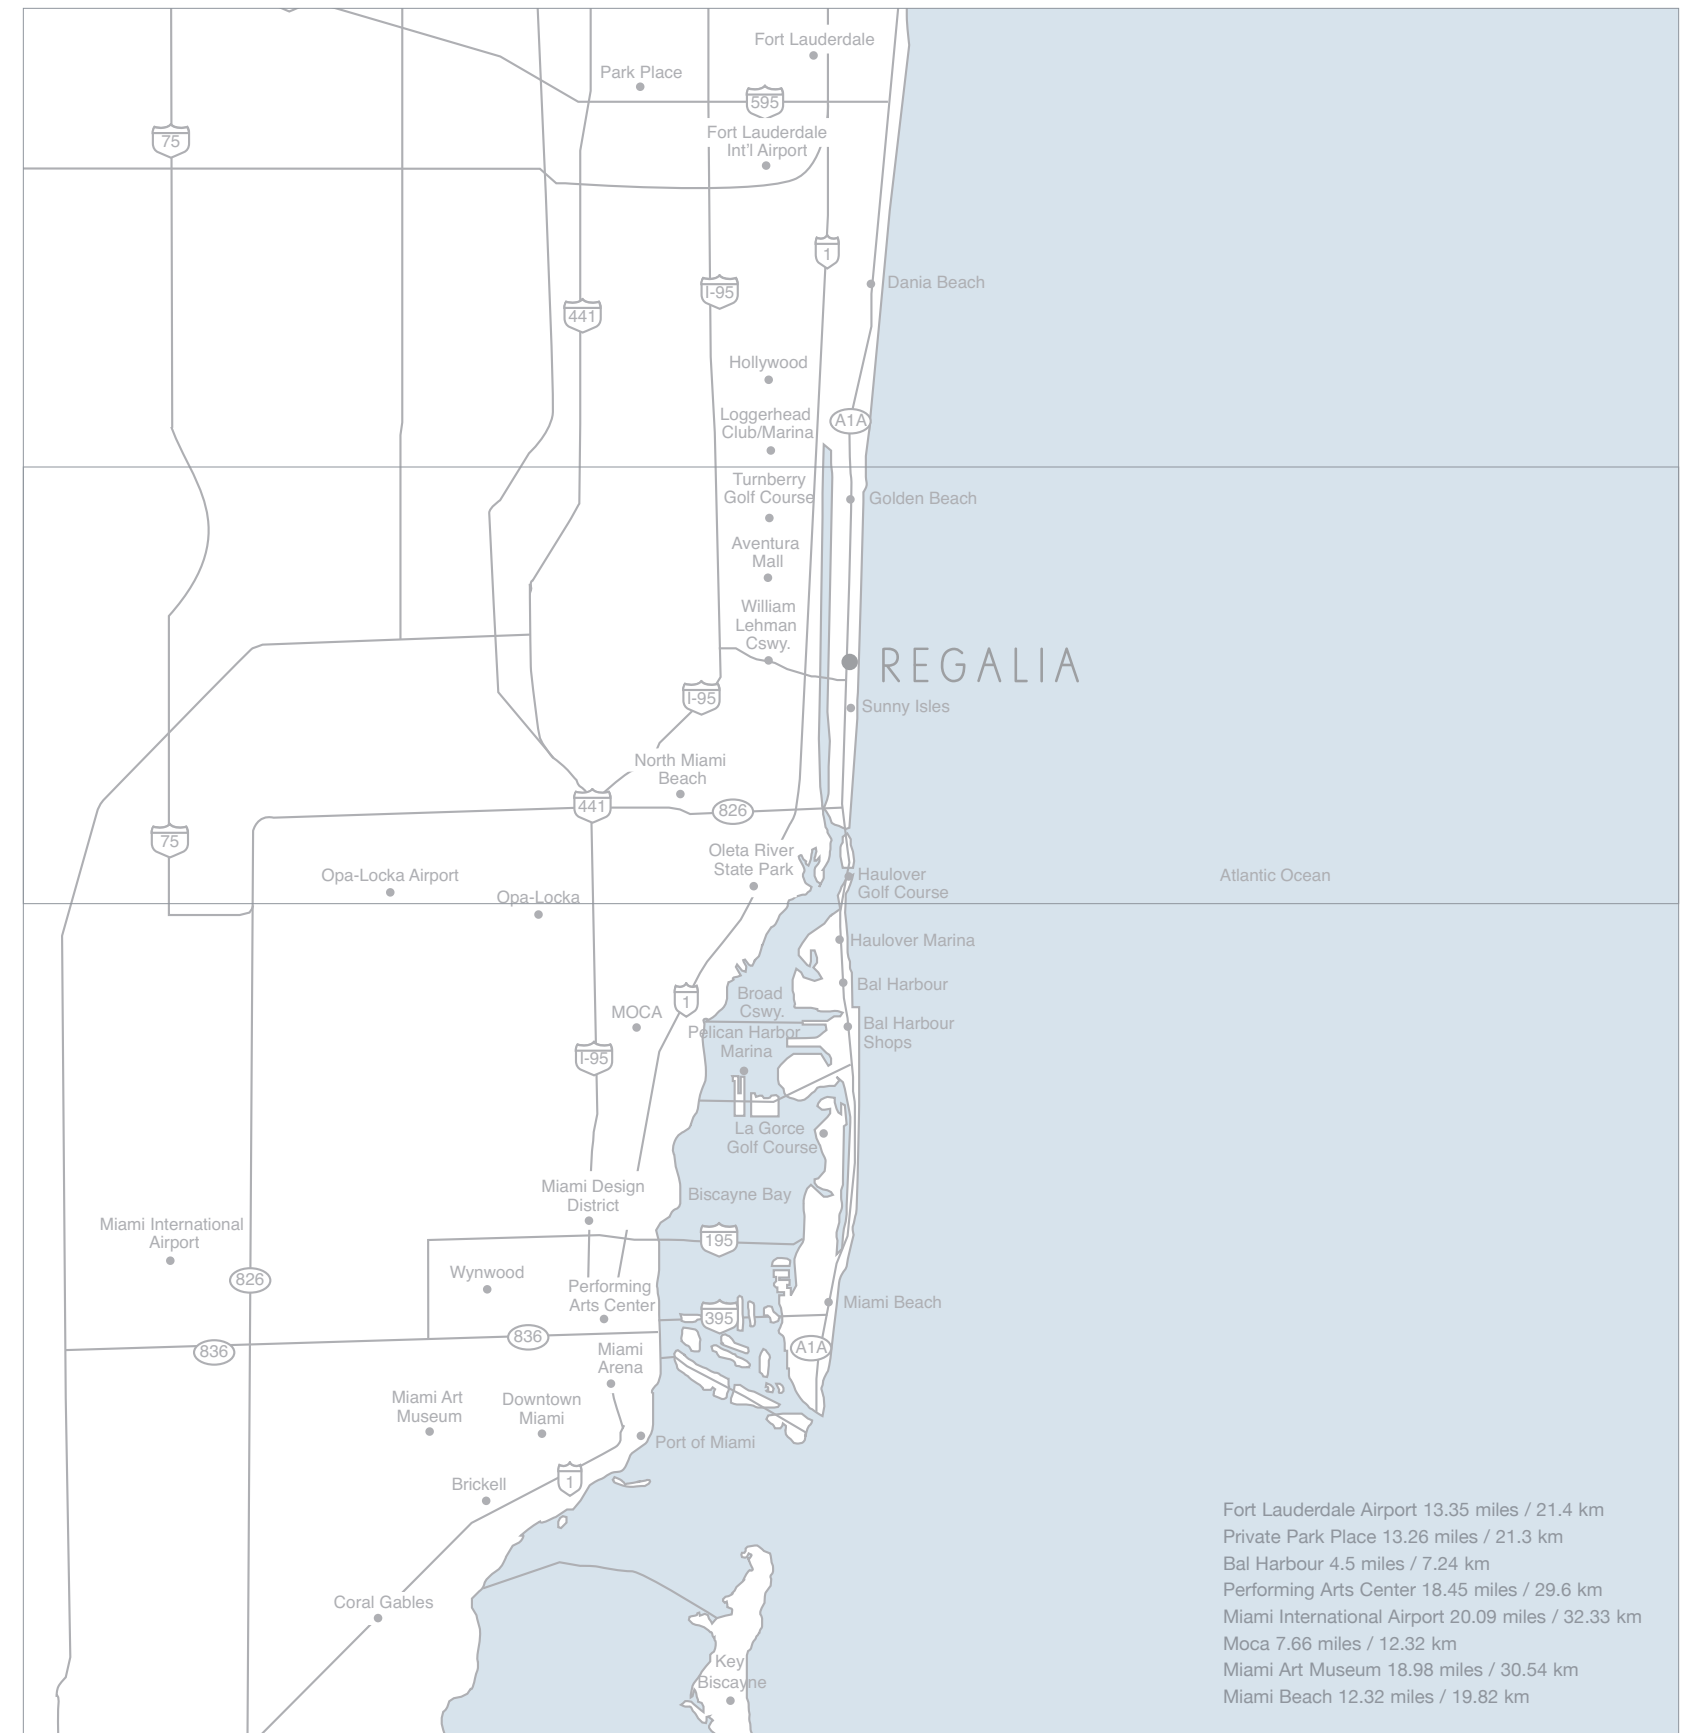 Fort Lauderdale
Park Place
595
Fort Lauderdale
Int'l Airport
75
1
Dania Beach
I-95
441
Hollywood
Loggerhead
Club/Marina
A1A
Turnberry
Golf Course
Golden Beach
Aventura
Mall
William
Lehman
Cswy.
REGALIA
I-95
Sunny Isles
North Miami
Beach
441
826
75
Oleta River
State Park
Opa-Locka Airport
Haulover
Golf Course
Atlantic Ocean
Opa-Locka
Haulover Marina
Bal Harbour
1
Broad
Cswy.
MOCA
Bal Harbour
Shops
Pelican Harbor
Marina
I-95
La Gorce
Golf Course
Miami Design
District
Biscayne Bay
Miami International
Airport
195
826
Wynwood
Performing
Arts Center
Miami Beach
395
836
836
Miami
Arena
A1A
Miami Art
Museum
Downtown
Miami
Port of Miami
Brickell
1
Coral Gables
Key
Biscayne
Fort Lauderdale Airport 13.35 miles / 21.4 km
Private Park Place 13.26 miles / 21.3 km
Bal Harbour 4.5 miles / 7.24 km
Performing Arts Center 18.45 miles / 29.6 km
Miami International Airport 20.09 miles / 32.33 km
Moca 7.66 miles / 12.32 km
Miami Art Museum 18.98 miles / 30.54 km
Miami Beach 12.32 miles / 19.82 km